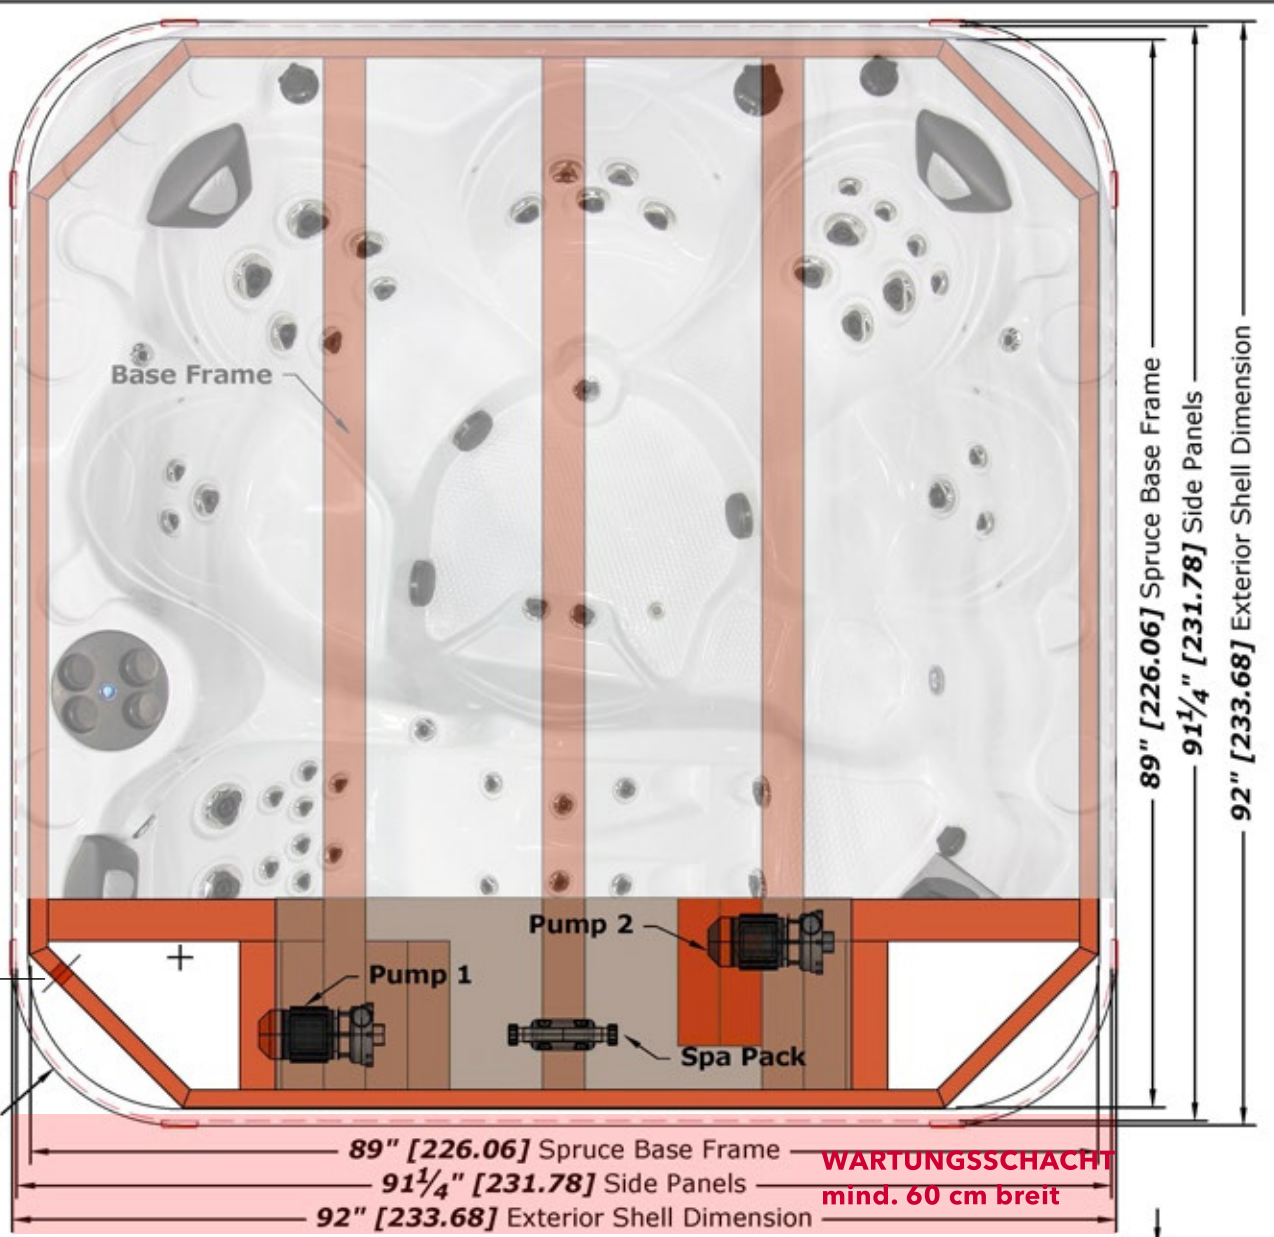 Base Frame
Pump 2
Pump 1
Spa Pack
89" [226.06] Spruce Base Frame
91¼" [231.78] Side Panels
92" [233.68] Exterior Shell Dimension
89" [226.06] Spruce Base Frame
91¼" [231.78] Side Panels
92" [233.68] Exterior Shell Dimension
WARTUNGSSCHACHT
mind. 60 cm breit